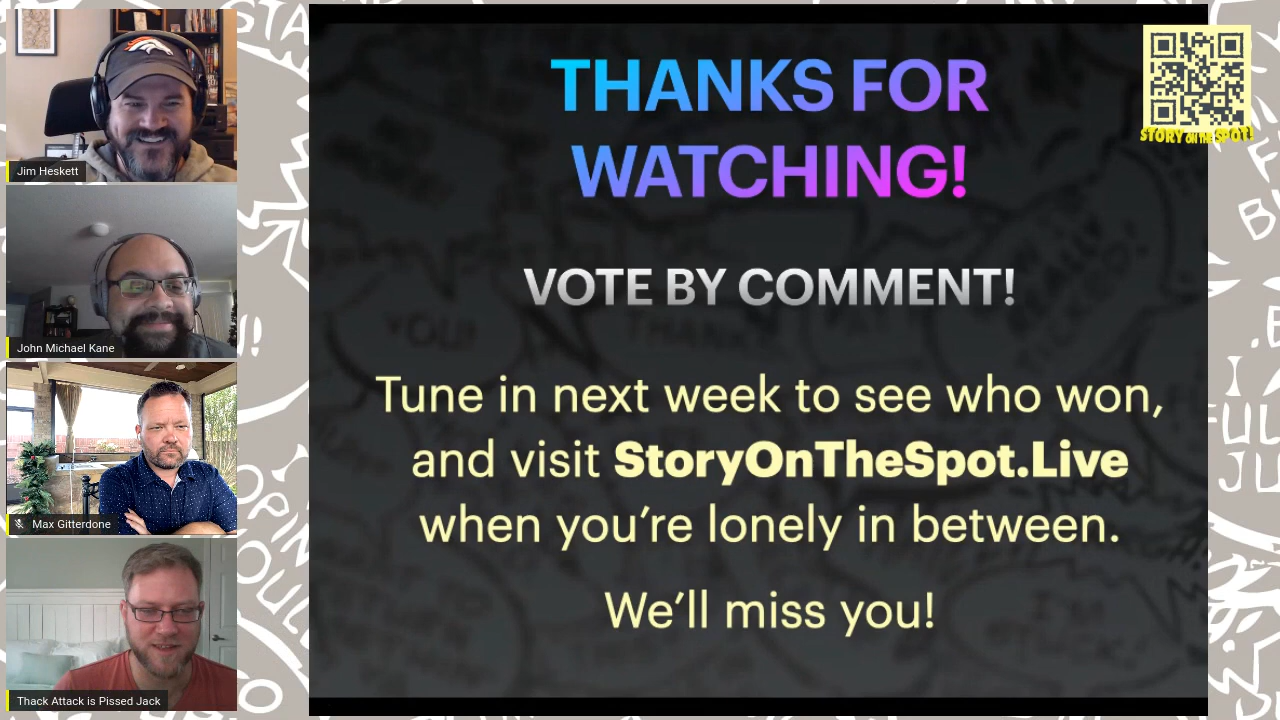 Jim Heskett
John Michael Kane
Max Gitterdone
Thack Attack is Pissed Jack
THANKS FOR
WATCHING!
VOTE BY COMMENT!
Tune in next week to see who won,
and visit StoryOnTheSpot.Live
when you’re lonely in between.
We’ll miss you!
STORY ON THE SPOT!
YOU!
THANK